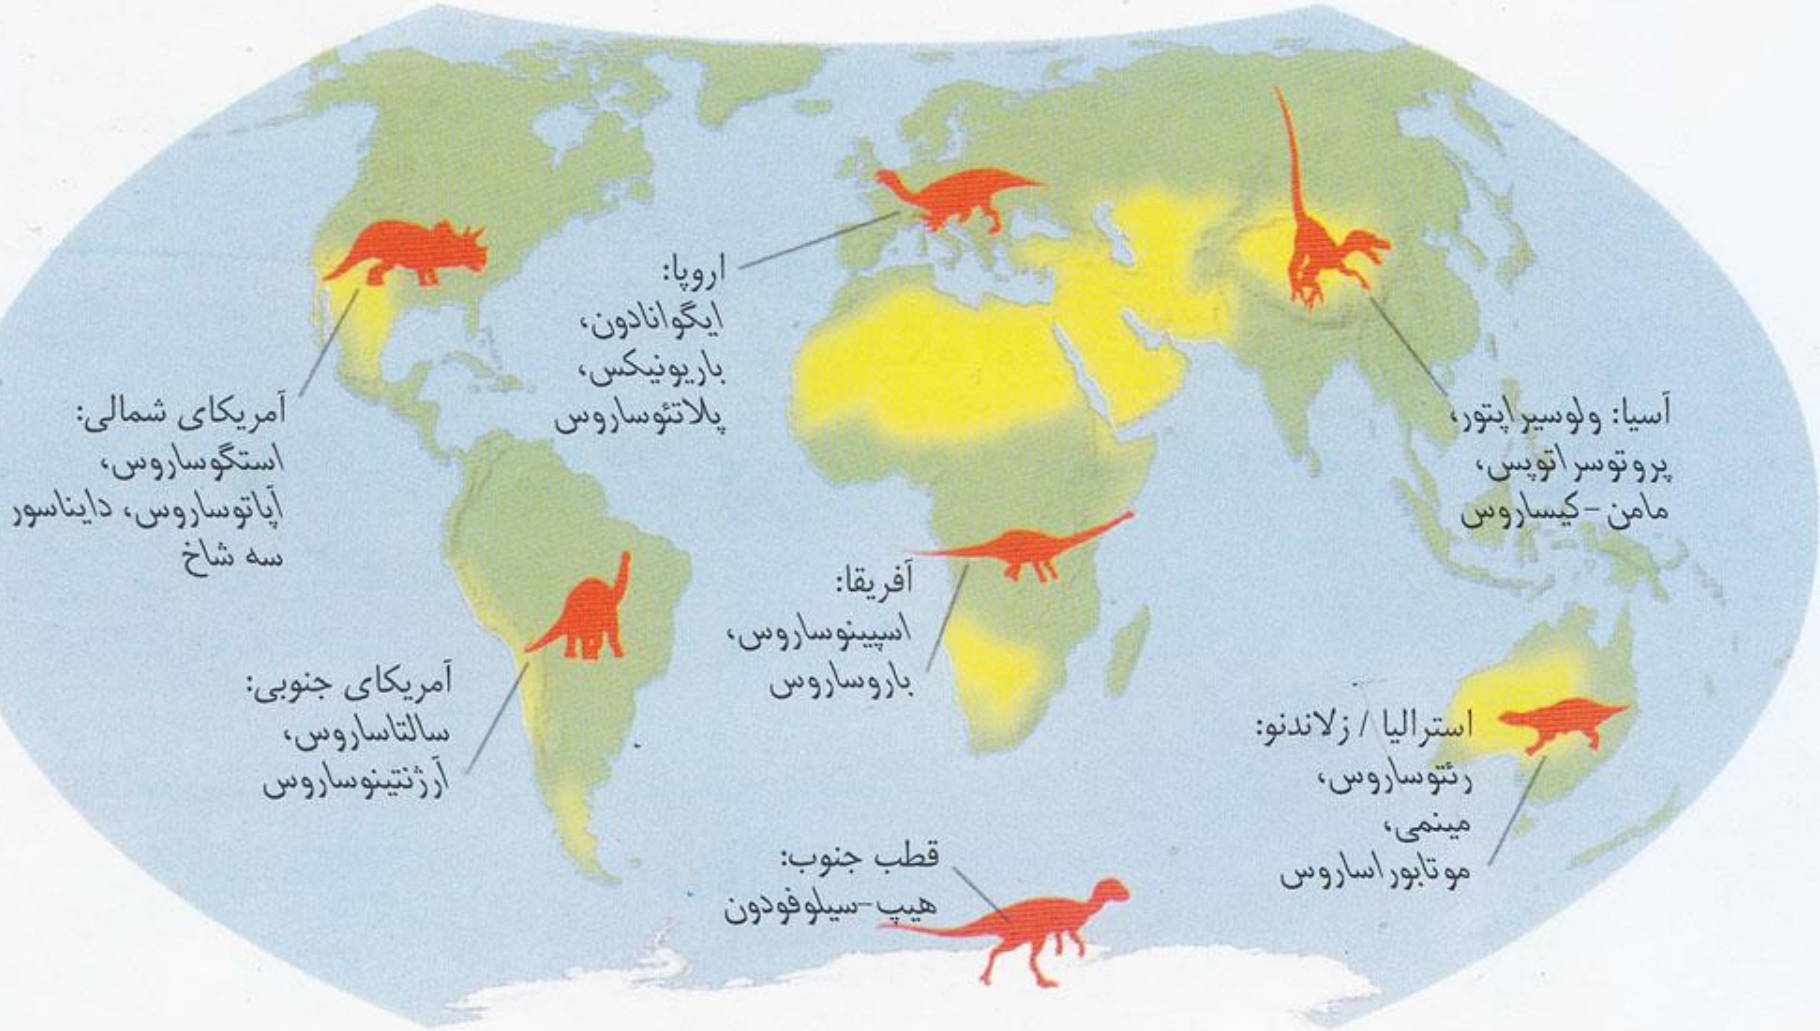 اروپا:
ایگوانادون،
باریونیکس،
پلاتئوساروس
آمریکای شمالی:
استگوساروس،
آپاتوساروس، دایناسور
سه شاخ
آسیا: ولوسیراپتور،
پروتوسراتوپس،
مامن-کیساروس
آفریقا:
اسپینوساروس،
باروساروس
آمریکای جنوبی:
سالتاساروس،
آرژنتینوساروس
استرالیا / زلاندنو:
رئتوساروس،
مینمی،
موتابوراساروس
قطب جنوب:
هیپ-سیلوفودون